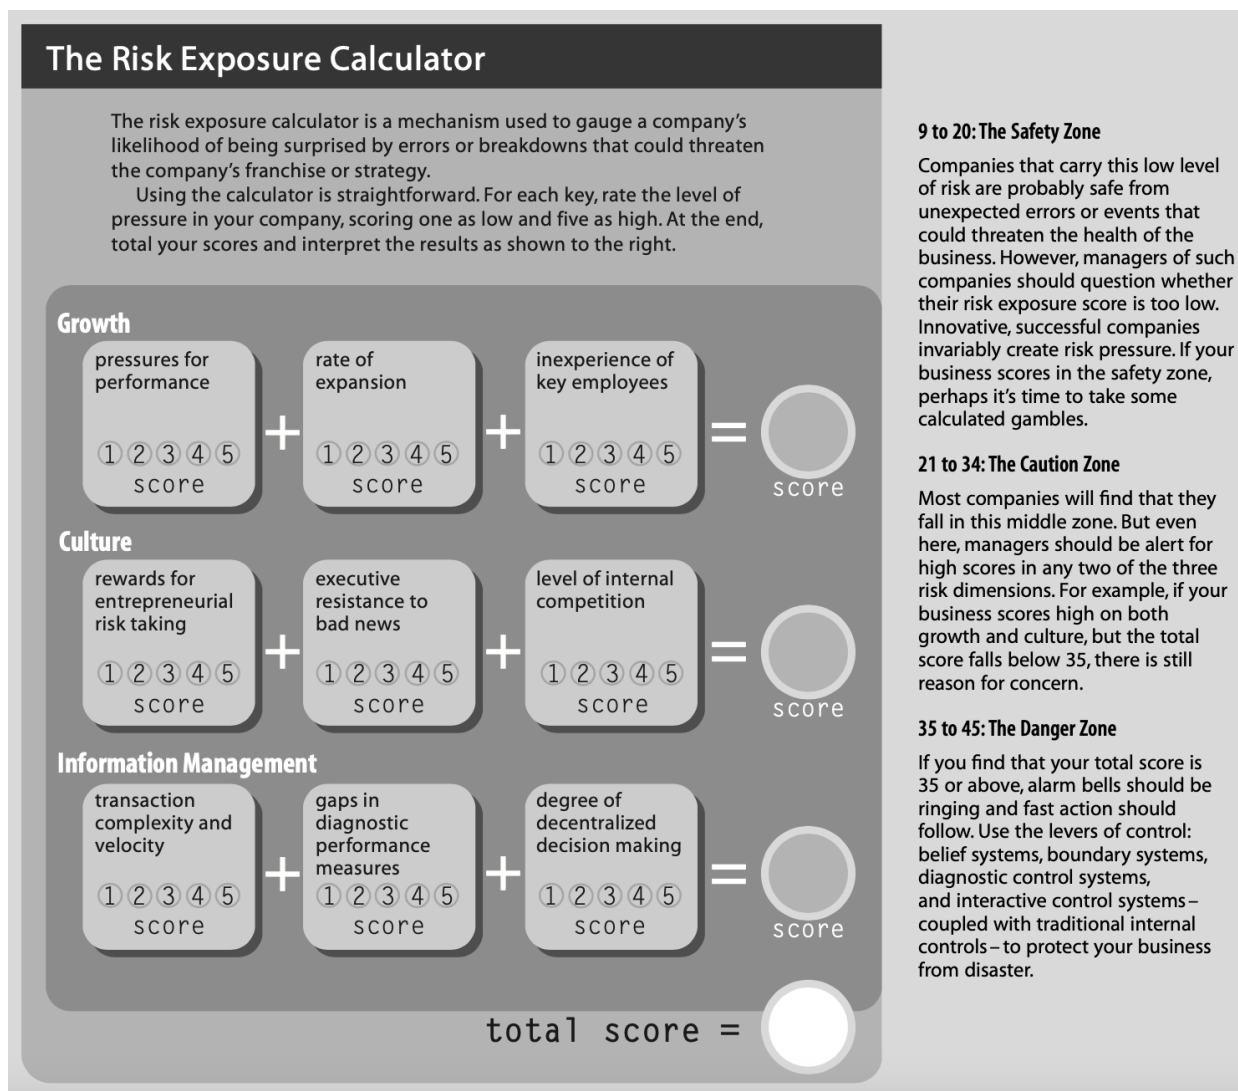 The Risk Exposure Calculator
The risk exposure calculator is a mechanism used to gauge a company's
likelihood of being surprised by errors or breakdowns that could threaten
the company's franchise or strategy.
Using the calculator is straightforward. For each key, rate the level of
pressure in your company, scoring one as low and five as high. At the end,
total your scores and interpret the results as shown to the right.
Growth
pressures for
performance
1 2 3 4 5
score
+
rate of
expansion
1 2 3 4 5
score
+
inexperience of
key employees
1 2 3 4 5
score
=
score
Culture
rewards for
entrepreneurial
risk taking
1 2 3 4 5
score
+
executive
resistance to
bad news
1 2 3 4 5
score
+
level of internal
competition
1 2 3 4 5
score
=
score
Information Management
transaction
complexity and
velocity
1 2 3 4 5
score
+
gaps in
diagnostic
performance
measures
1 2 3 4 5
score
+
degree of
decentralized
decision making
1 2 3 4 5
score
=
score
total score =
9 to 20: The Safety Zone
Companies that carry this low level
of risk are probably safe from
unexpected errors or events that
could threaten the health of the
business. However, managers of such
companies should question whether
their risk exposure score is too low.
Innovative, successful companies
invariably create risk pressure. If your
business scores in the safety zone,
perhaps it's time to take some
calculated gambles.
21 to 34: The Caution Zone
Most companies will find that they
fall in this middle zone. But even
here, managers should be alert for
high scores in any two of the three
risk dimensions. For example, if your
business scores high on both
growth and culture, but the total
score falls below 35, there is still
reason for concern.
35 to 45: The Danger Zone
If you find that your total score is
35 or above, alarm bells should be
ringing and fast action should
follow. Use the levers of control:
belief systems, boundary systems,
diagnostic control systems,
and interactive control systems–
coupled with traditional internal
controls–to protect your business
from disaster.